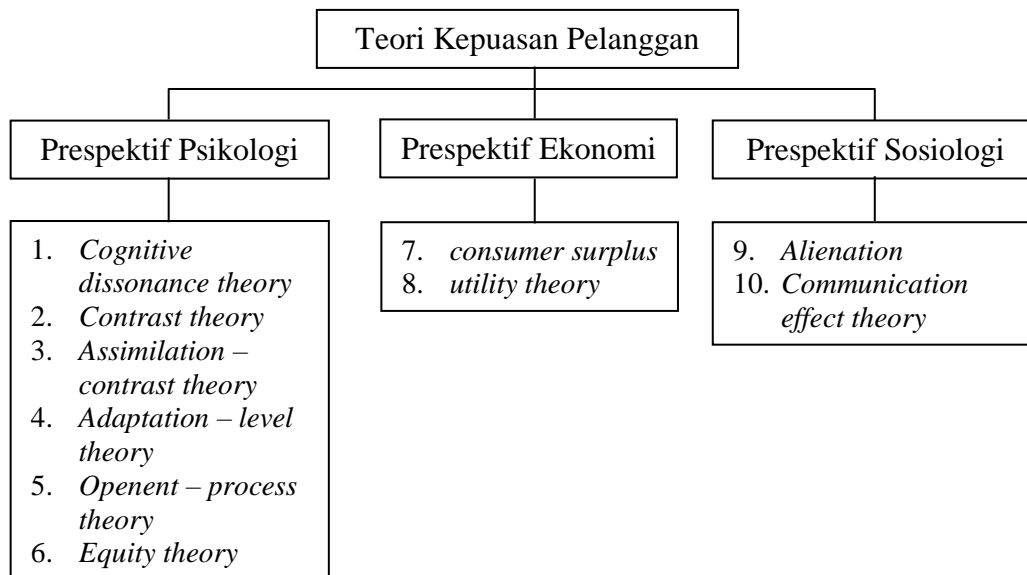 Teori Kepuasan Pelanggan
Prespektif Psikologi
Prespektif Ekonomi
Prespektif Sosiologi
1. Cognitive
dissonance theory
2. Contrast theory
3. Assimilation –
contrast theory
4. Adaptation – level
theory
5. Openent – process
theory
6. Equity theory
7. consumer surplus
8. utility theory
9. Alienation
10. Communication
effect theory